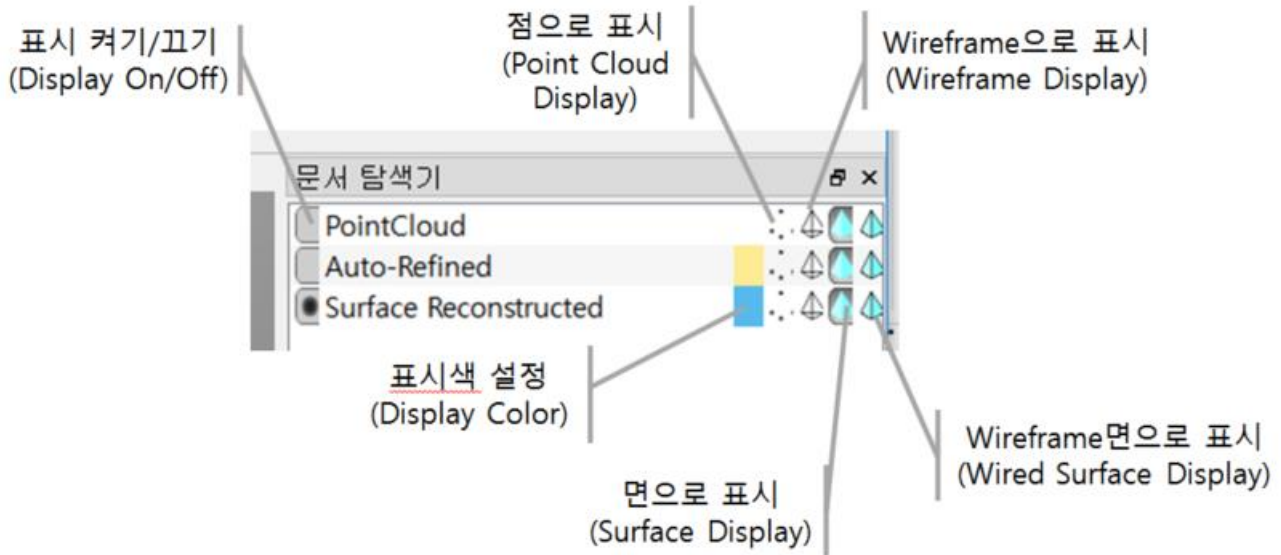 표시 켜기/끄기
(Display On/Off)
점으로 표시
(Point Cloud
Display)
Wireframe으로 표시
(Wireframe Display)
문서 탐색기
PointCloud
Auto-Refined
Surface Reconstructed
표시색 설정
(Display Color)
Wireframe면으로 표시
(Wired Surface Display)
면으로 표시
(Surface Display)